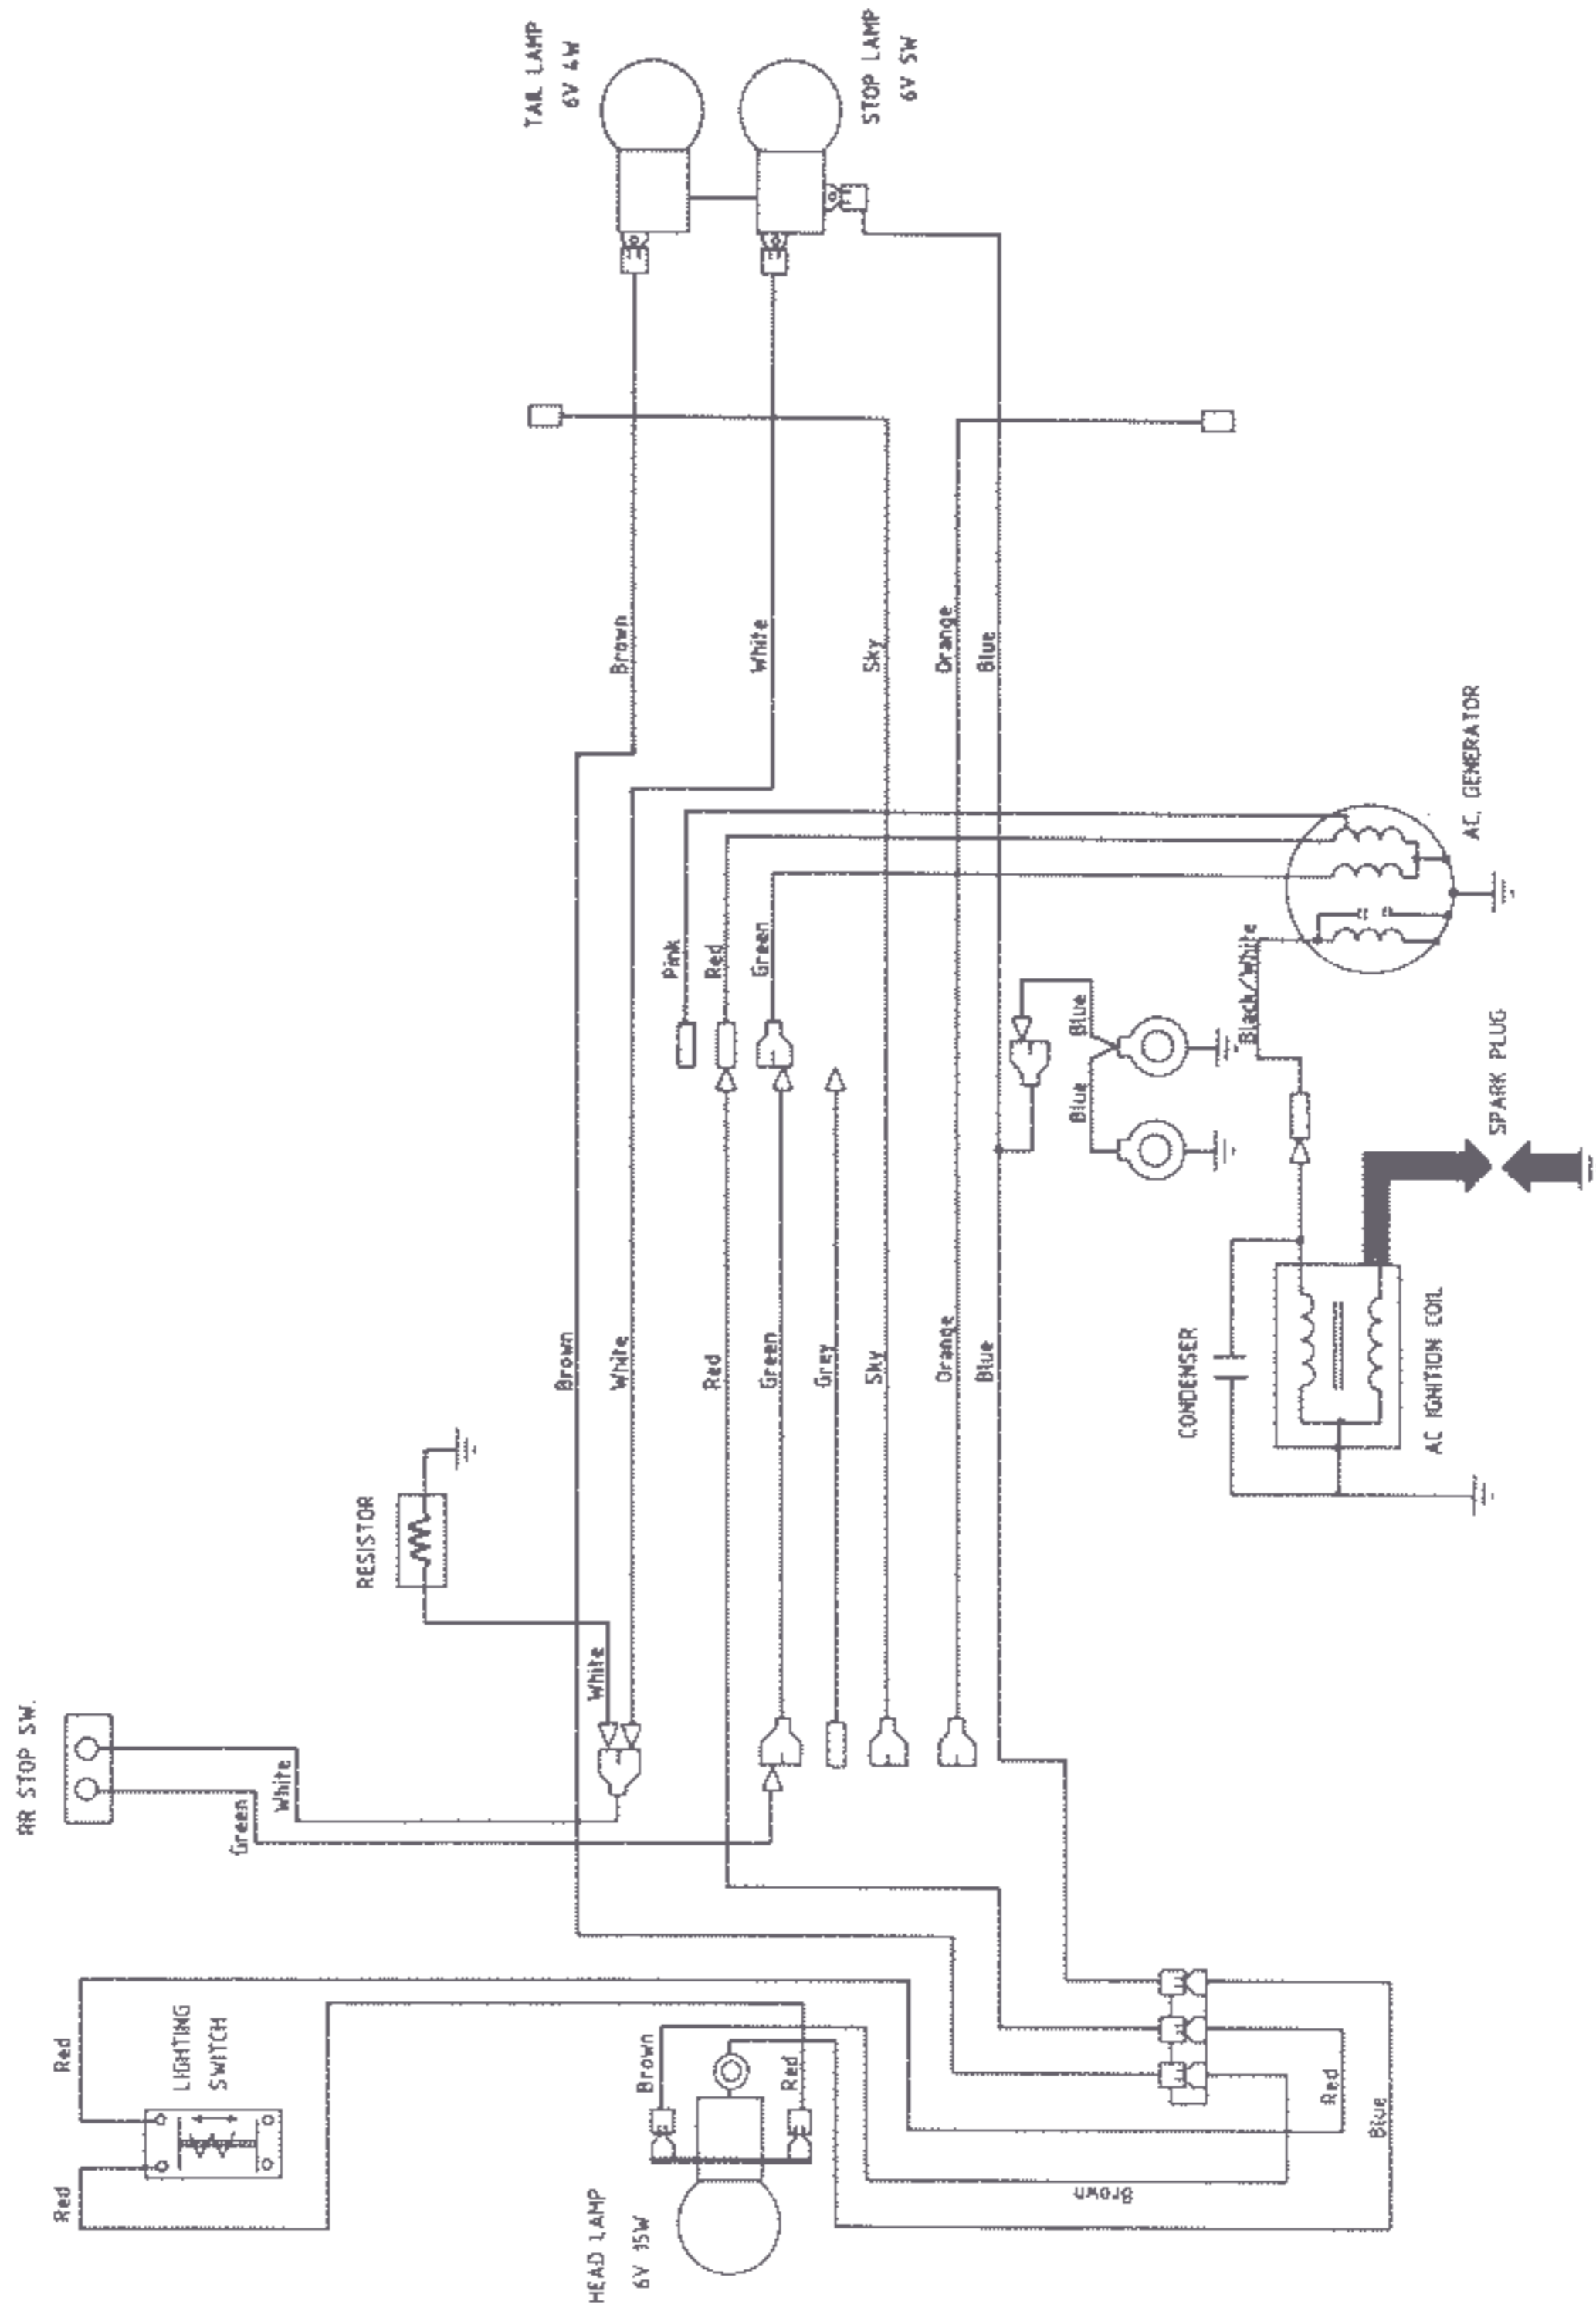 TAIL LAMP
6V 4W
STOP LAMP
6V 5W
Brown
White
Sky
Orange
Blue
Pink
Red
Green
Blue
Blue
Black/White
AC. GENERATOR
SPARK PLUG
Brown
White
Red
Green
Grey
Sky
Orange
Blue
CONDENSER
AC IGNITION COIL
RESISTOR
White
RR STOP SW.
White
Green
Red
LIGHTING
SWITCH
Red
Brown
Red
HEAD LAMP
6V 15W
Brown
Red
Blue